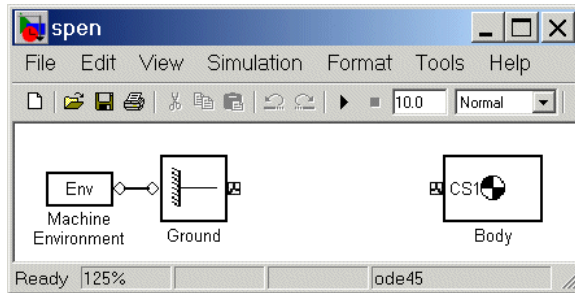 spen
File Edit View Simulation Format Tools Help
10.0 Normal
Env
Machine
Environment
Ground
CS1
Body
Ready 125% ode45